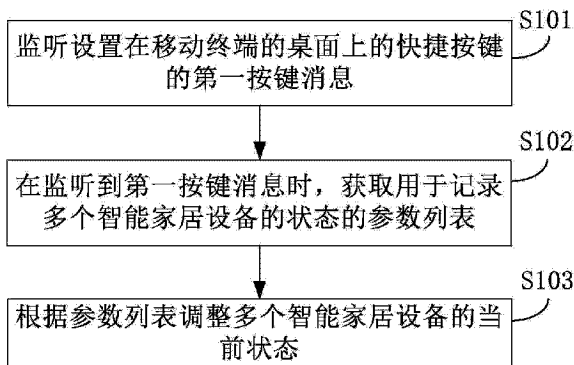 S101
监听设置在移动终端的桌面上的快捷按键
的第一按键消息
S102
在监听到第一按键消息时，获取用于记录
多个智能家居设备的状态的参数列表
S103
根据参数列表调整多个智能家居设备的当
前状态